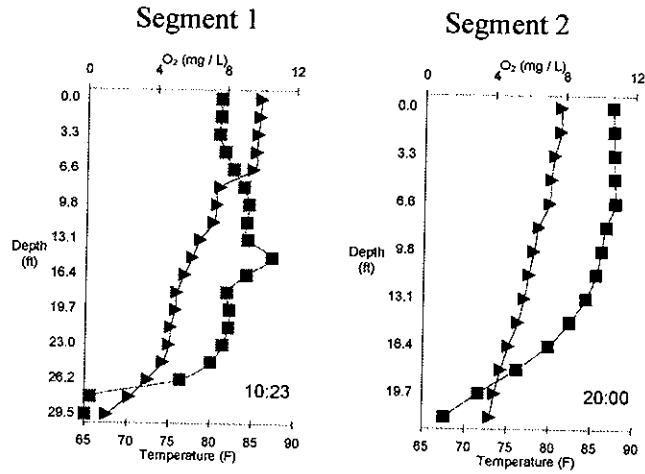 Segment 1
O₂ (mg / L)
0 4 8 12
0.0
3.3
6.6
9.8
13.1
Depth
(ft)
16.4
19.7
23.0
26.2
29.5
10:23
65 70 75 80 85 90
Temperature (F)
Segment 2
O₂ (mg / L)
0 4 8 12
0.0
3.3
6.6
Depth
(ft)
9.8
13.1
16.4
19.7
20:00
65 70 75 80 85 90
Temperature (F)